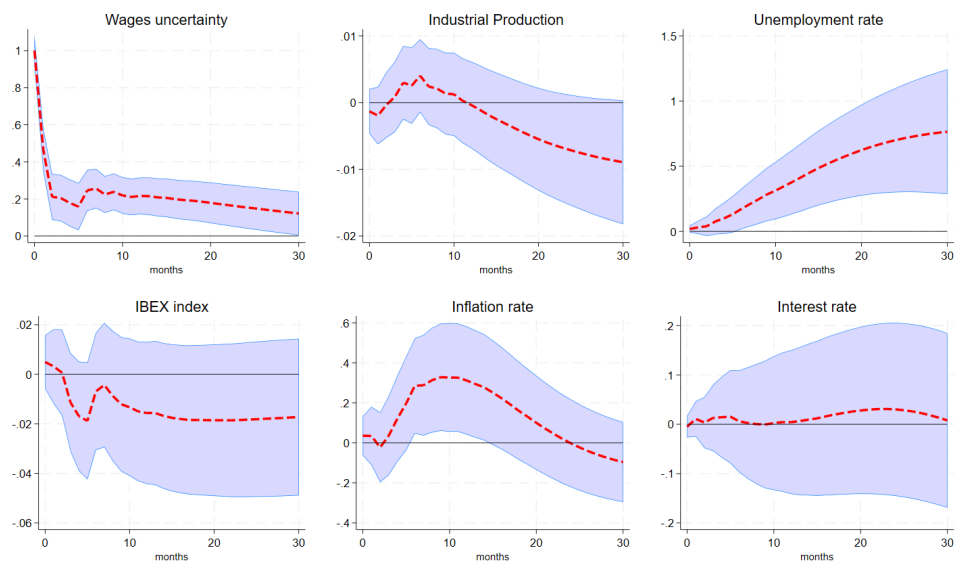 Wages uncertainty
1
.8
.6
.4
.2
0
0 10 20 30
months
Industrial Production
.01
0
-.01
-.02
0 10 20 30
months
Unemployment rate
1.5
1
.5
0
0 10 20 30
months
IBEX index
.02
0
-.02
-.04
-.06
0 10 20 30
months
Inflation rate
.6
.4
.2
0
-.2
-.4
0 10 20 30
months
Interest rate
.2
.1
0
-.1
-.2
0 10 20 30
months